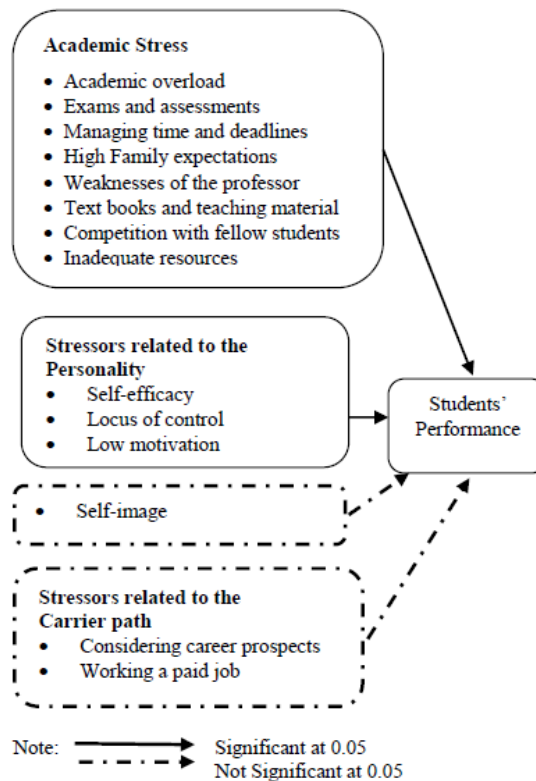 Academic Stress
• Academic overload
• Exams and assessments
• Managing time and deadlines
• High Family expectations
• Weaknesses of the professor
• Text books and teaching material
• Competition with fellow students
• Inadequate resources
Stressors related to the
Personality
• Self-efficacy
• Locus of control
• Low motivation
Students’
Performance
• Self-image
Stressors related to the
Carrier path
• Considering career prospects
• Working a paid job
Note: Significant at 0.05
Not Significant at 0.05